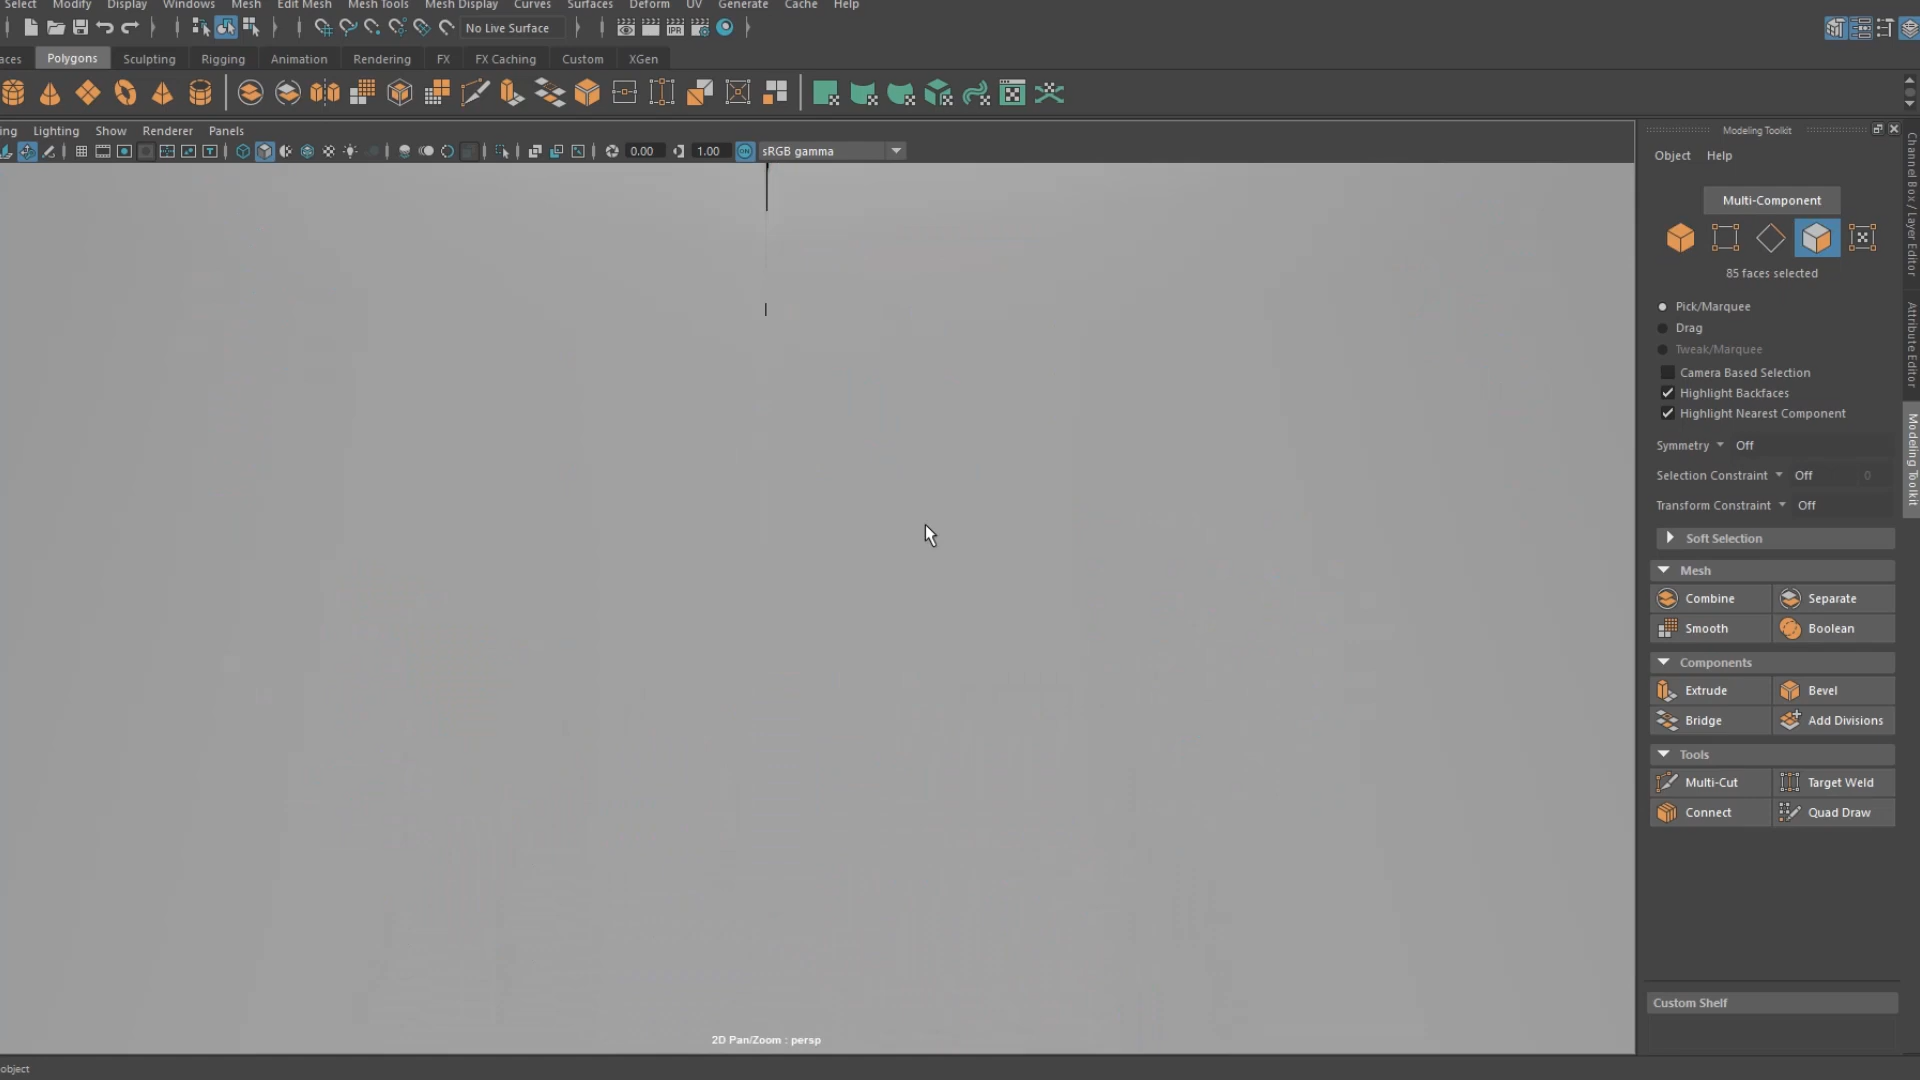 Select Modify Display Windows Mesh Edit Mesh Mesh Tools Mesh Display Curves Surfaces Deform UV Generate Cache Help
No Live Surface
aces Polygons Sculpting Rigging Animation Rendering FX FX Caching Custom XGen
IPR
ing Lighting Show Renderer Panels
0.00 1.00 ON sRGB gamma
Modeling Toolkit
Object Help
Multi-Component
85 faces selected
Pick/Marquee
Drag
Tweak/Marquee
Camera Based Selection
Highlight Backfaces
Highlight Nearest Component
Symmetry Off
Selection Constraint Off 0
Transform Constraint Off
Soft Selection
Mesh
Combine Separate
Smooth Boolean
Components
Extrude Bevel
Bridge Add Divisions
Tools
Multi-Cut Target Weld
Connect Quad Draw
Custom Shelf
Channel Box / Layer Editor
Attribute Editor
Modeling Toolkit
2D Pan/Zoom : persp
object